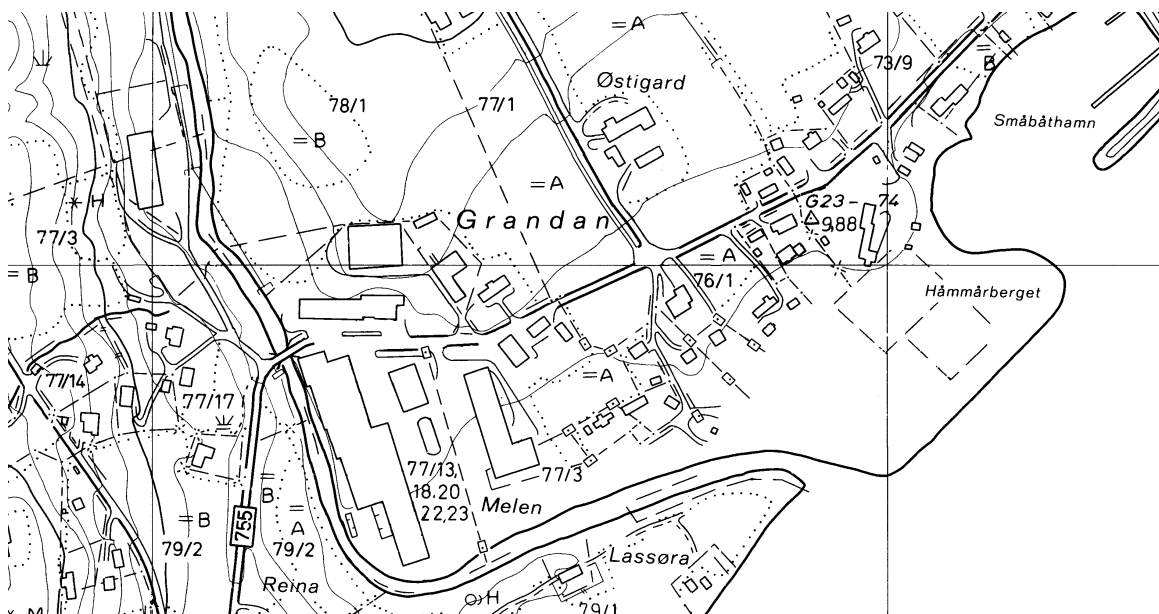 = A
= B
Østigard
73/9
78/1
77/1
Småbåthamn
= B
= A
G23 – 74
9,88
H
Grandan
77/3
= B
= A
76/1
Håmmårberget
77/14
= A
77/17
77/13,
18.20
22,23
77/3
Melen
= B
= B
= A
755
79/2
79/2
Lassøra
Reina
H
79/1
M